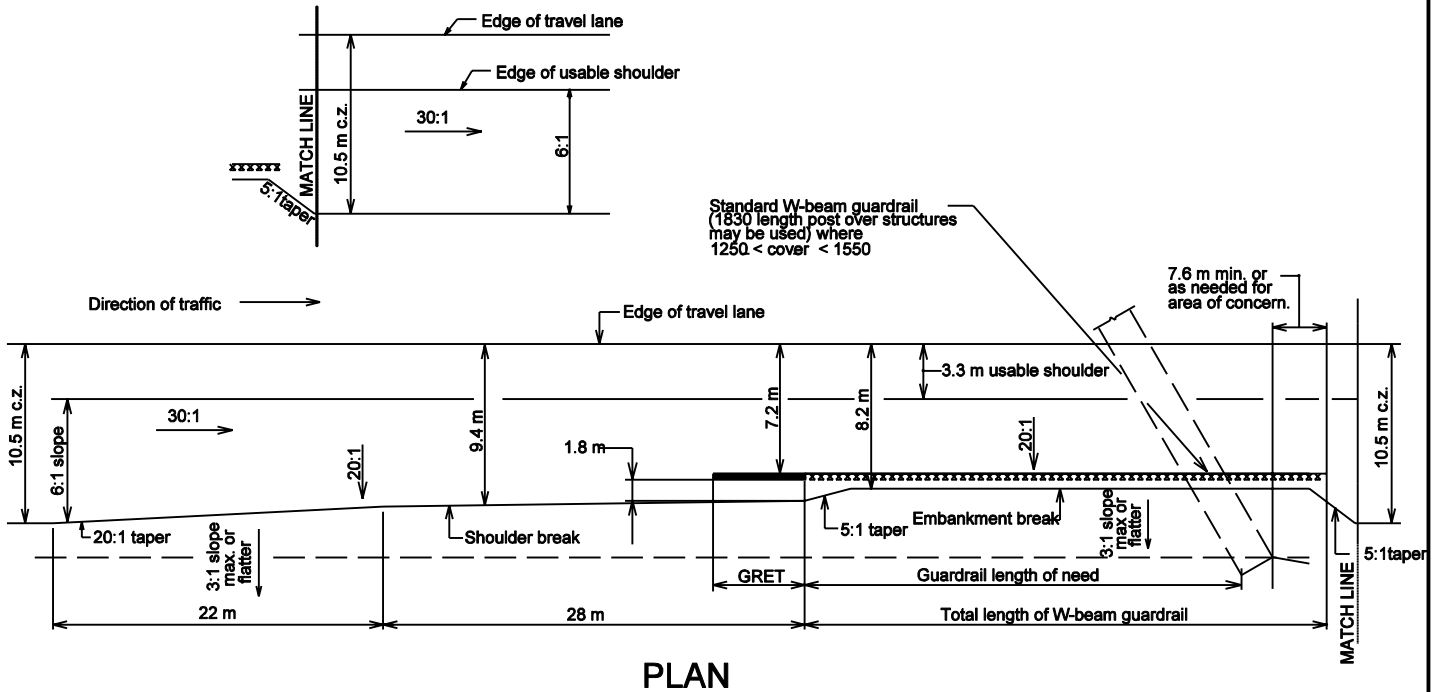 Edge of travel lane
Edge of usable shoulder
MATCH LINE
10.5 m c.z.
30:1
6:1
5:1taper
Standard W-beam guardrail
(1830 length post over structures
may be used) where
1250 < cover < 1550
7.6 m min. or
as needed for
area of concern.
Direction of traffic
Edge of travel lane
10.5 m c.z.
6:1 slope
30:1
20:1
9.4 m
1.8 m
7.2 m
8.2 m
3.3 m usable shoulder
20:1
10.5 m c.z.
20:1 taper
3:1 slope
max. or
flatter
Shoulder break
5:1 taper
Embankment break
3:1 slope
max or
flatter
5:1taper
GRET
Guardrail length of need
22 m
28 m
Total length of W-beam guardrail
MATCH LINE
PLAN